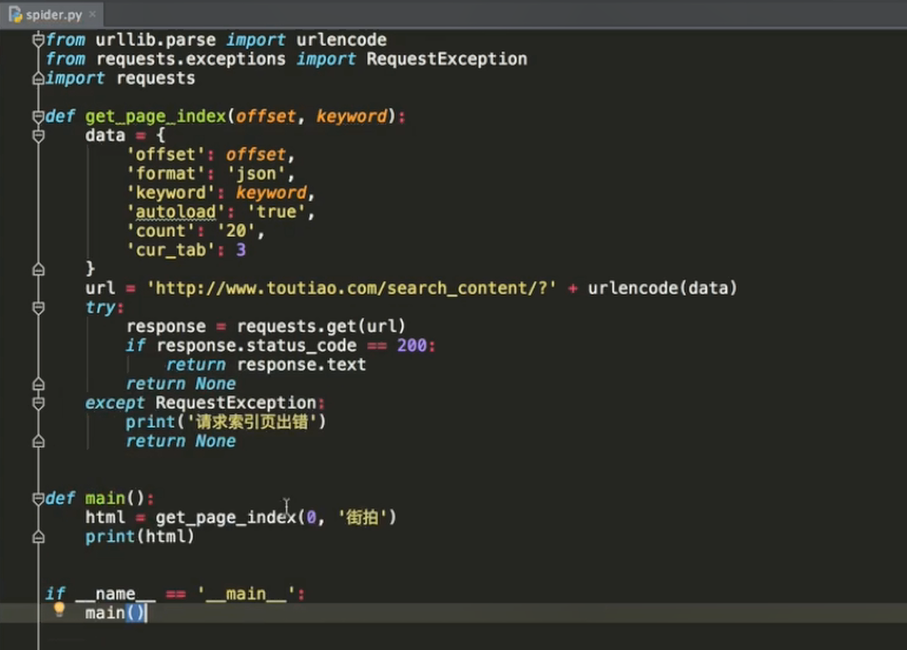 spider.py
from urllib.parse import urlencode
from requests.exceptions import RequestException
import requests
def get_page_index(offset, keyword):
    data = {
        'offset': offset,
        'format': 'json',
        'keyword': keyword,
        'autoload': 'true',
        'count': '20',
        'cur_tab': 3
    }
    url = 'http://www.toutiao.com/search_content/?' + urlencode(data)
    try:
        response = requests.get(url)
        if response.status_code == 200:
            return response.text
        return None
    except RequestException:
        print('请求索引页出错')
        return None
def main():
    html = get_page_index(0, '街拍')
    print(html)
if __name__ == '__main__':
    main()